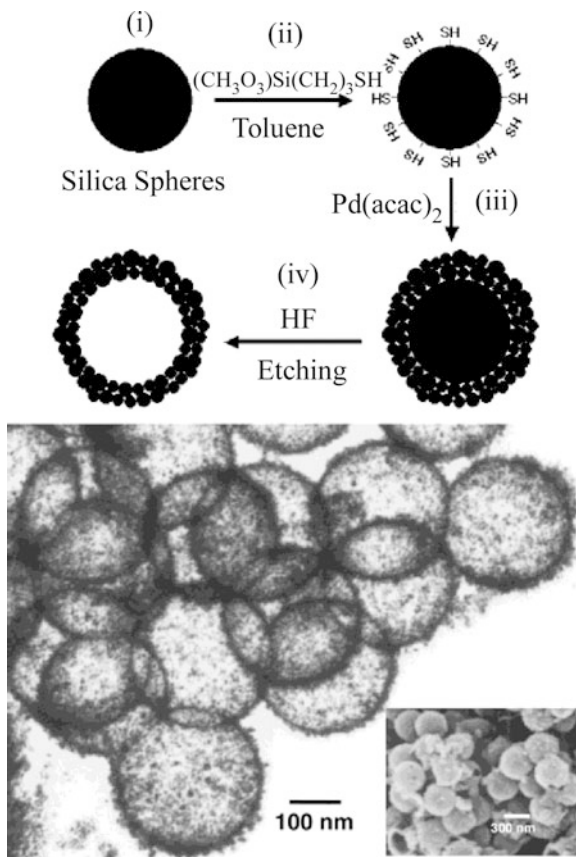 (i)
(ii)
(CH3O3)Si(CH2)3SH
Toluene
Silica Spheres
SH
SH
SH
SH
SH
HS
SH
SH
SH
SH
SH
SH
Pd(acac)2
(iii)
(iv)
HF
Etching
100 nm
300 nm